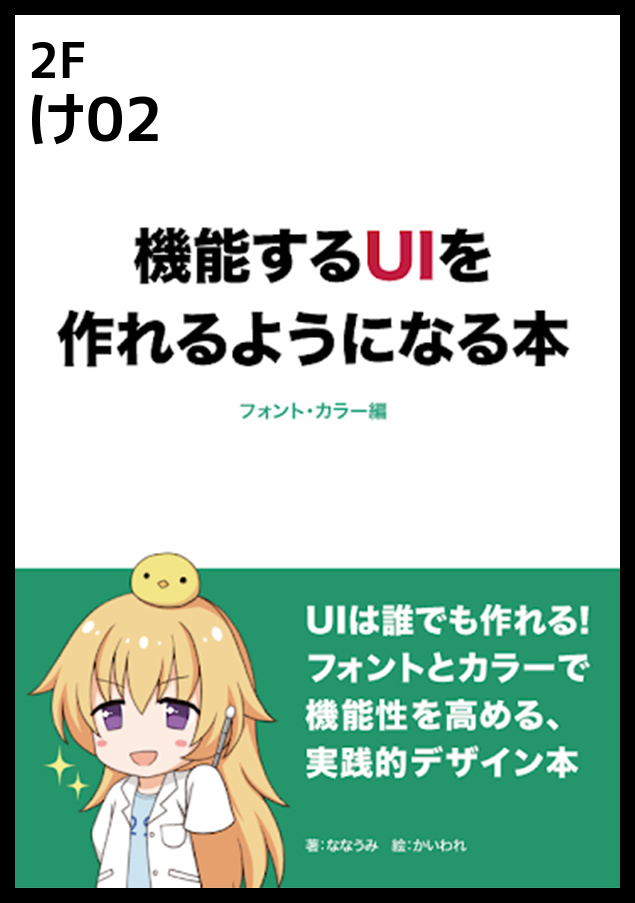 2F
け02
機能するUIを
作れるようになる本
フォント・カラー編
UIは誰でも作れる!
フォントとカラーで
機能性を高める、
実践的デザイン本
著:ななうみ 絵:かいわれ